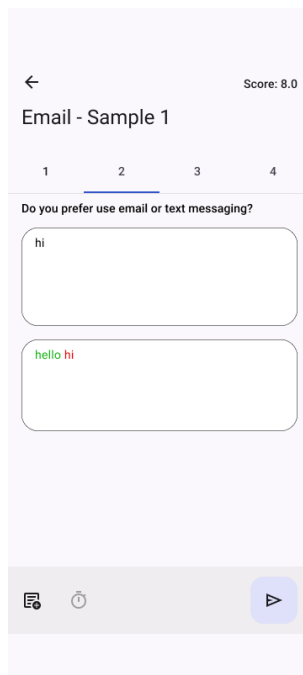 Score: 8.0
Email - Sample 1
1 2 3 4
Do you prefer use email or text messaging?
hi
hello hi